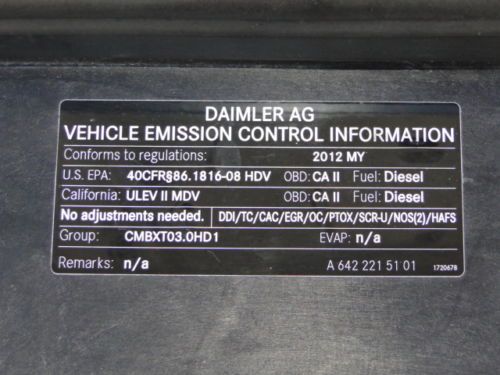 DAIMLER AG
VEHICLE EMISSION CONTROL INFORMATION
Conforms to regulations: 2012 MY
U.S. EPA: 40CFR§86.1816-08 HDV OBD: CA II Fuel: Diesel
California: ULEV II MDV OBD: CA II Fuel: Diesel
No adjustments needed. DDI/TC/CAC/EGR/OC/PTOX/SCR-U/NOS(2)/HAFS
Group: CMBXT03.0HD1 EVAP: n/a
Remarks: n/a A 642 221 51 01 1720678